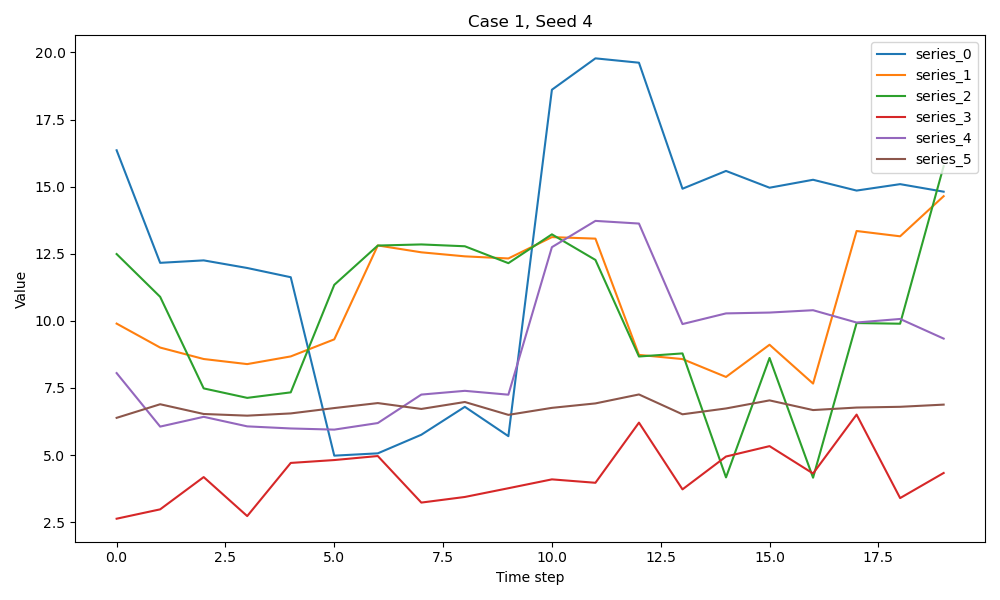 Case 1, Seed 4
20.0
17.5
15.0
12.5
10.0
7.5
5.0
2.5
Value
0.0 2.5 5.0 7.5 10.0 12.5 15.0 17.5
Time step
series_0
series_1
series_2
series_3
series_4
series_5